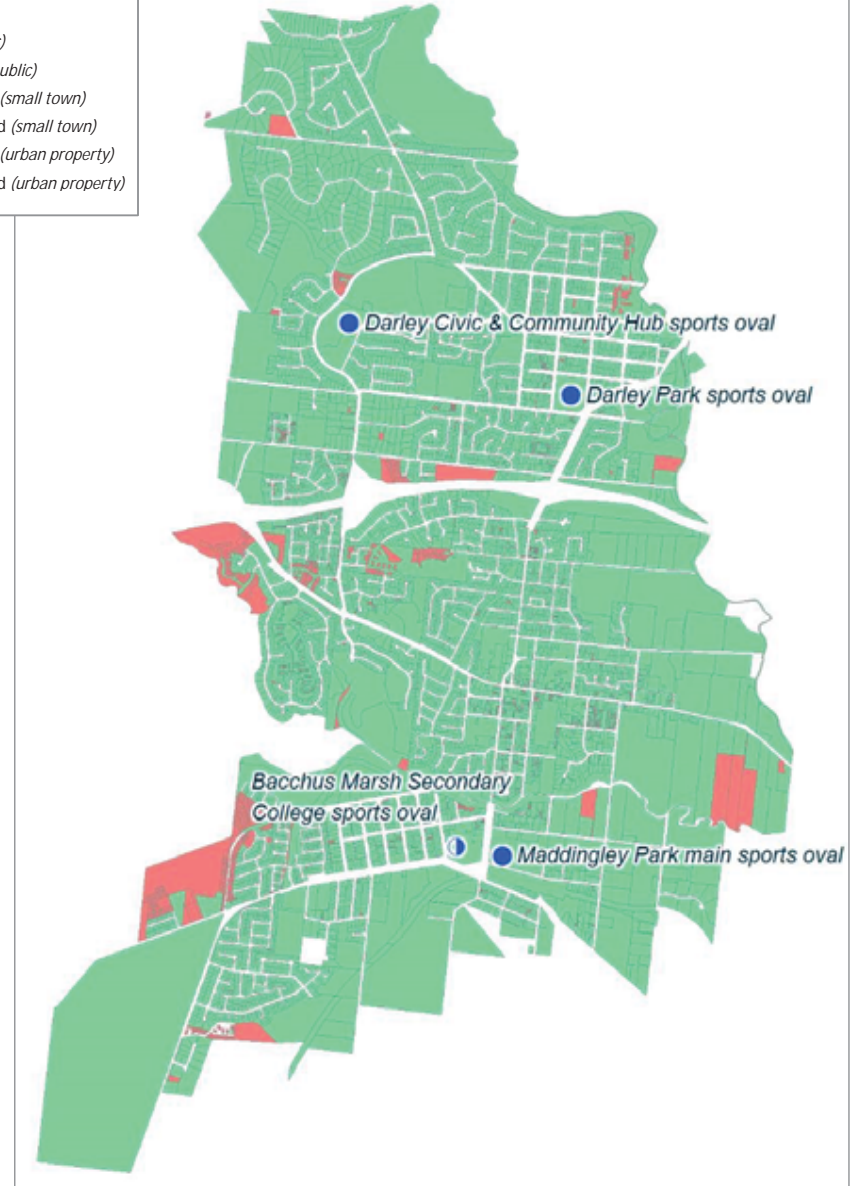 (small town)
d (small town)
(urban property)
d (urban property)
Darley Civic & Community Hub sports oval
Darley Park sports oval
Bacchus Marsh Secondary
College sports oval
Maddingley Park main sports oval